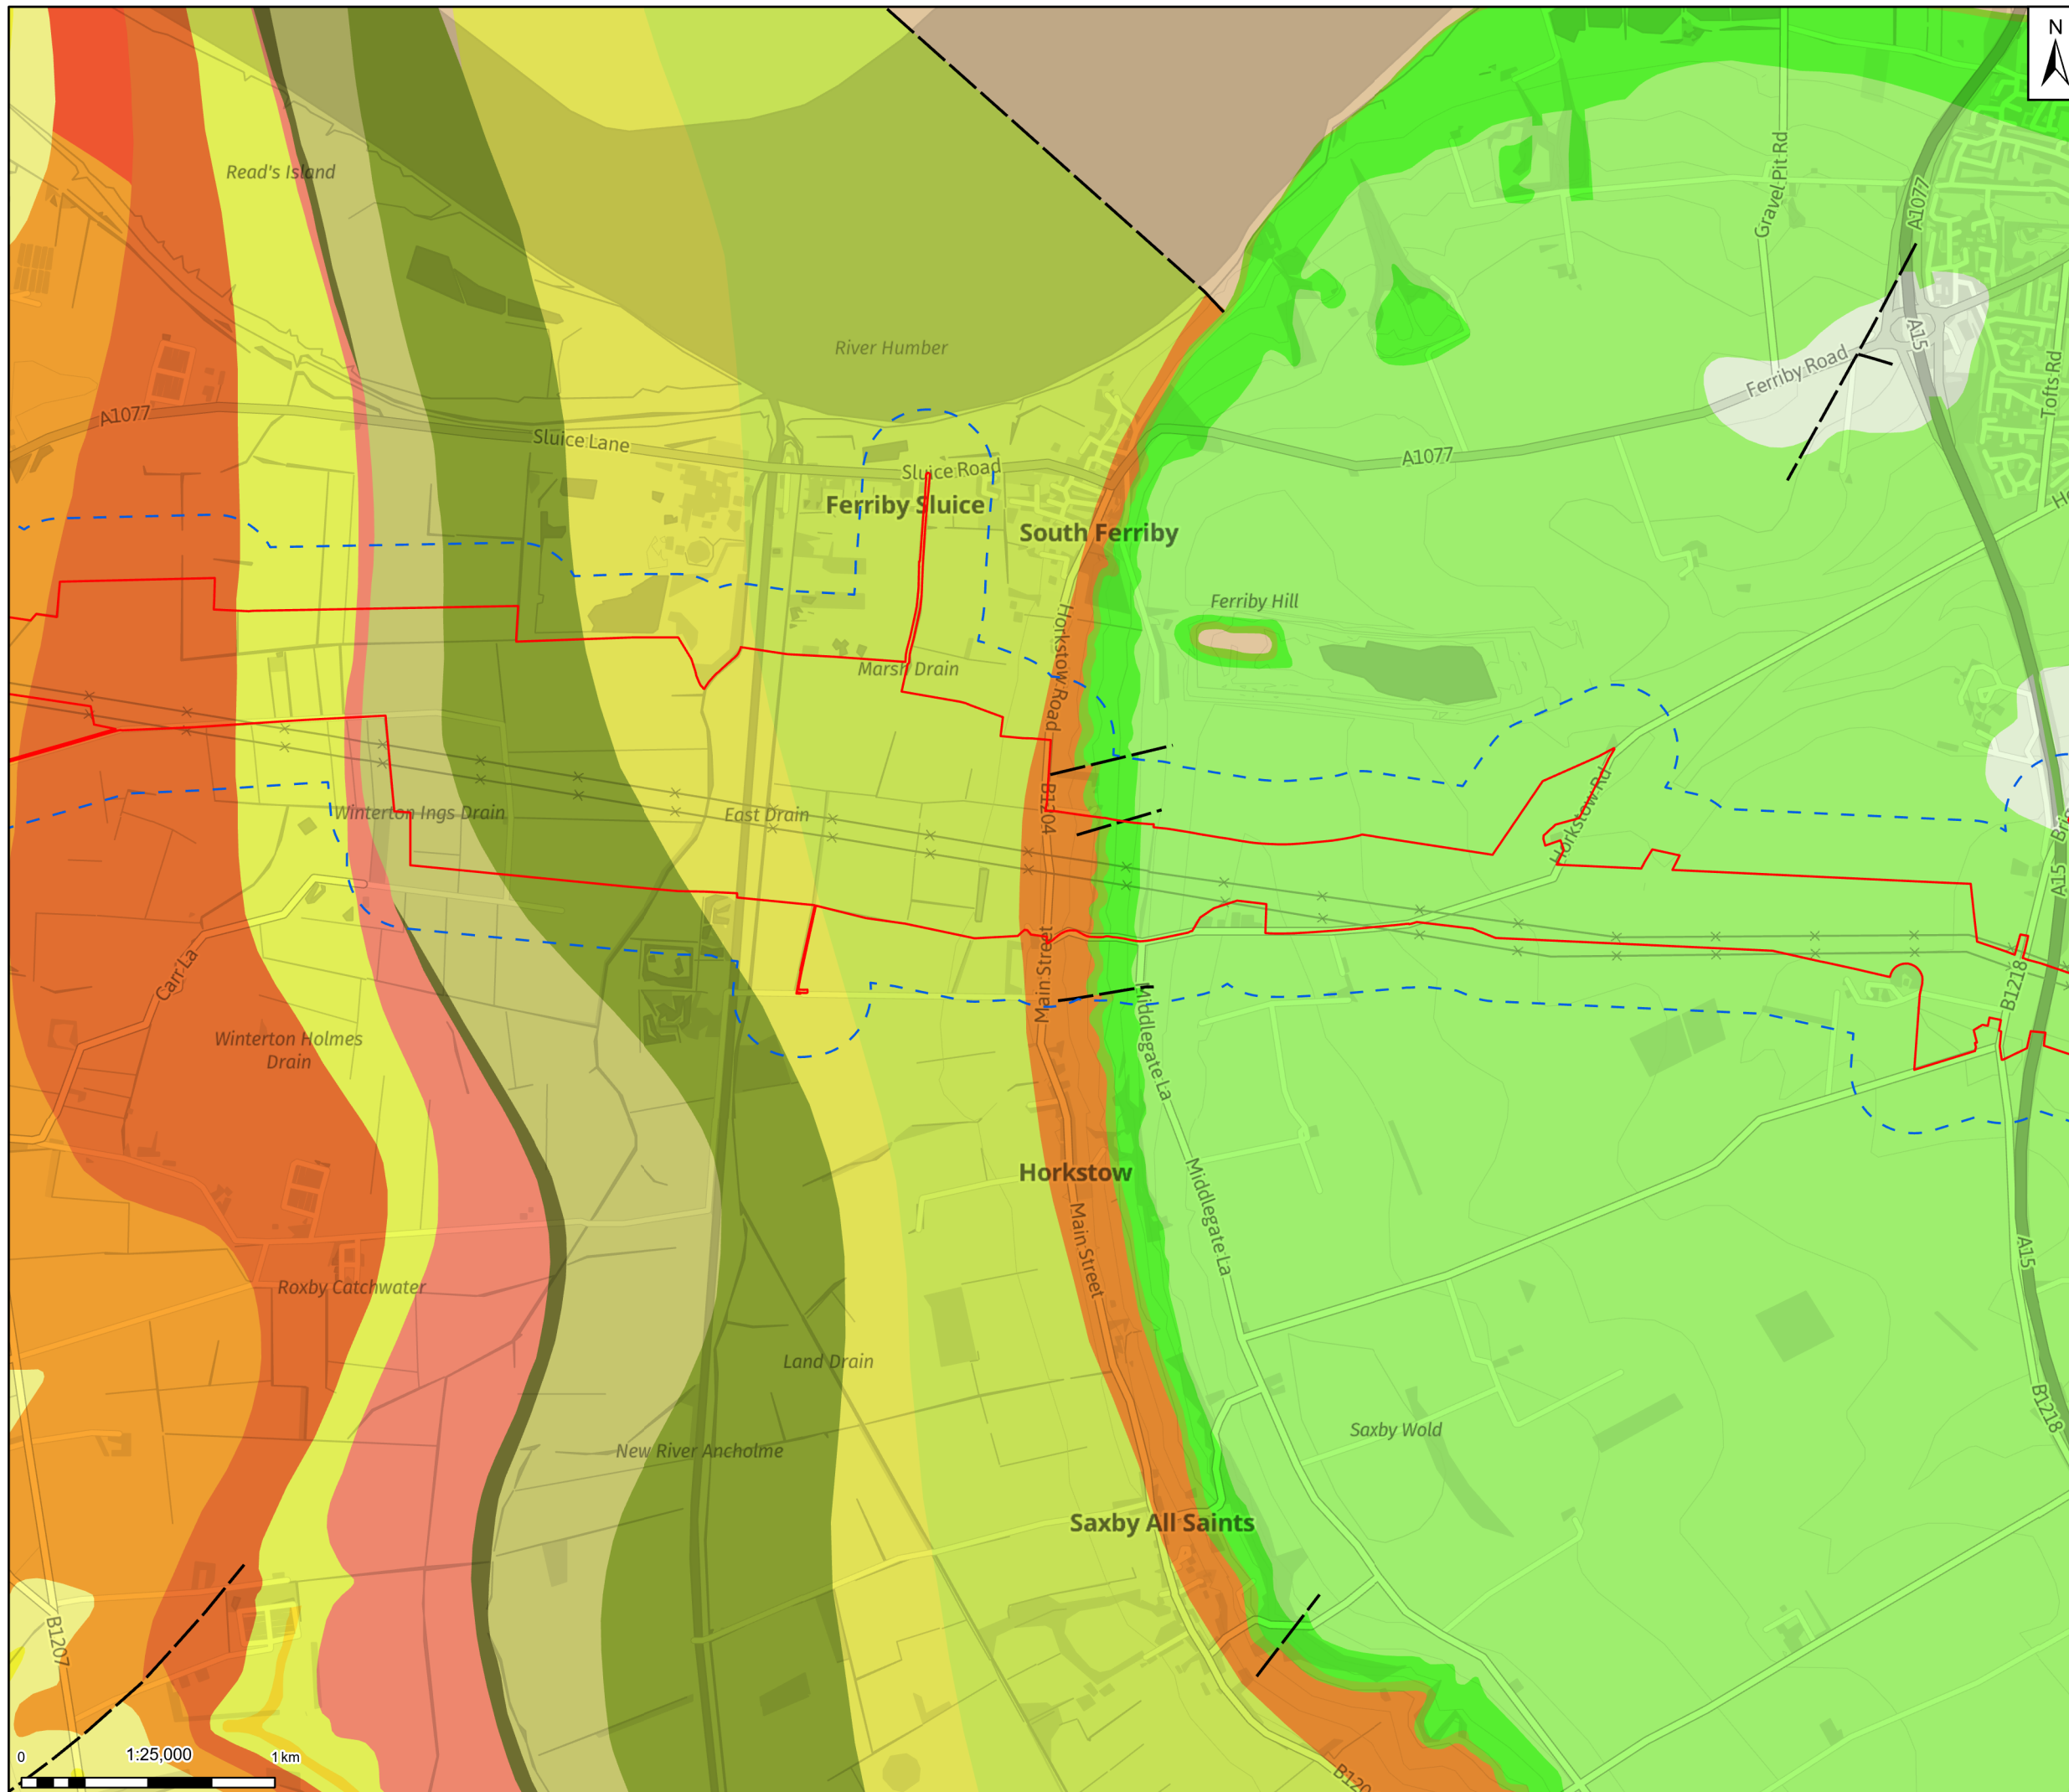 N
Read's Island
Gravel Pit Rd
A1077
A15
River Humber
Ferriby Road
Tofts Rd
A1077
Sluice Lane
Sluice Road
A1077
Ferriby Sluice
South Ferriby
Ferriby Hill
Horkstow Road
Marsh Drain
Winterton Ings Drain
East Drain
B1204
Horkstow Rd
A15
Carr La
Main Street
Middlegate La
B1218
Winterton Holmes
Drain
Horkstow
Middlegate La
Main Street
A15
Roxby Catchwater
Land Drain
Saxby Wold
B1218
New River Ancholme
Saxby All Saints
B1207
0
1:25,000
1 km